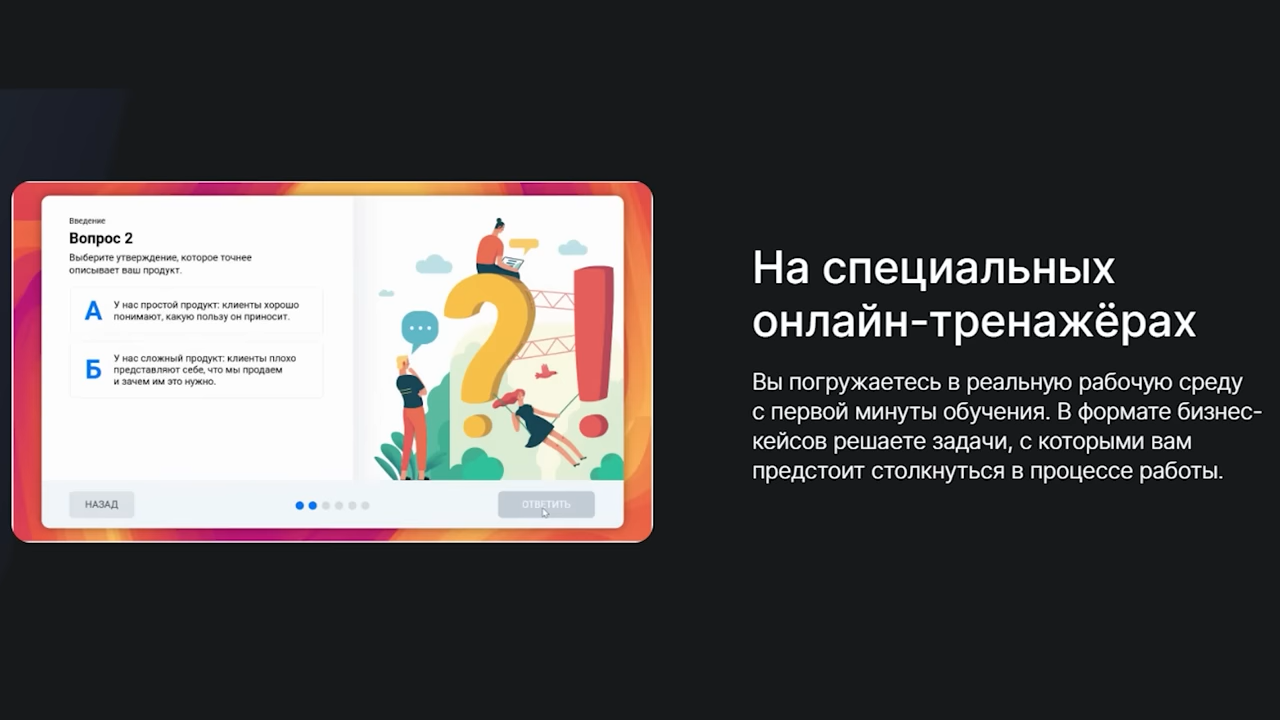 Введение
Вопрос 2
Выберите утверждение, которое точнее
описывает ваш продукт.
А
У нас простой продукт: клиенты хорошо
понимают, какую пользу он приносит.
Б
У нас сложный продукт: клиенты плохо
представляют себе, что мы продаем
и зачем им это нужно.
НАЗАД
ОТВЕТИТЬ
На специальных
онлайн-тренажёрах
Вы погружаетесь в реальную рабочую среду
с первой минуты обучения. В формате бизнес-
кейсов решаете задачи, с которыми вам
предстоит столкнуться в процессе работы.